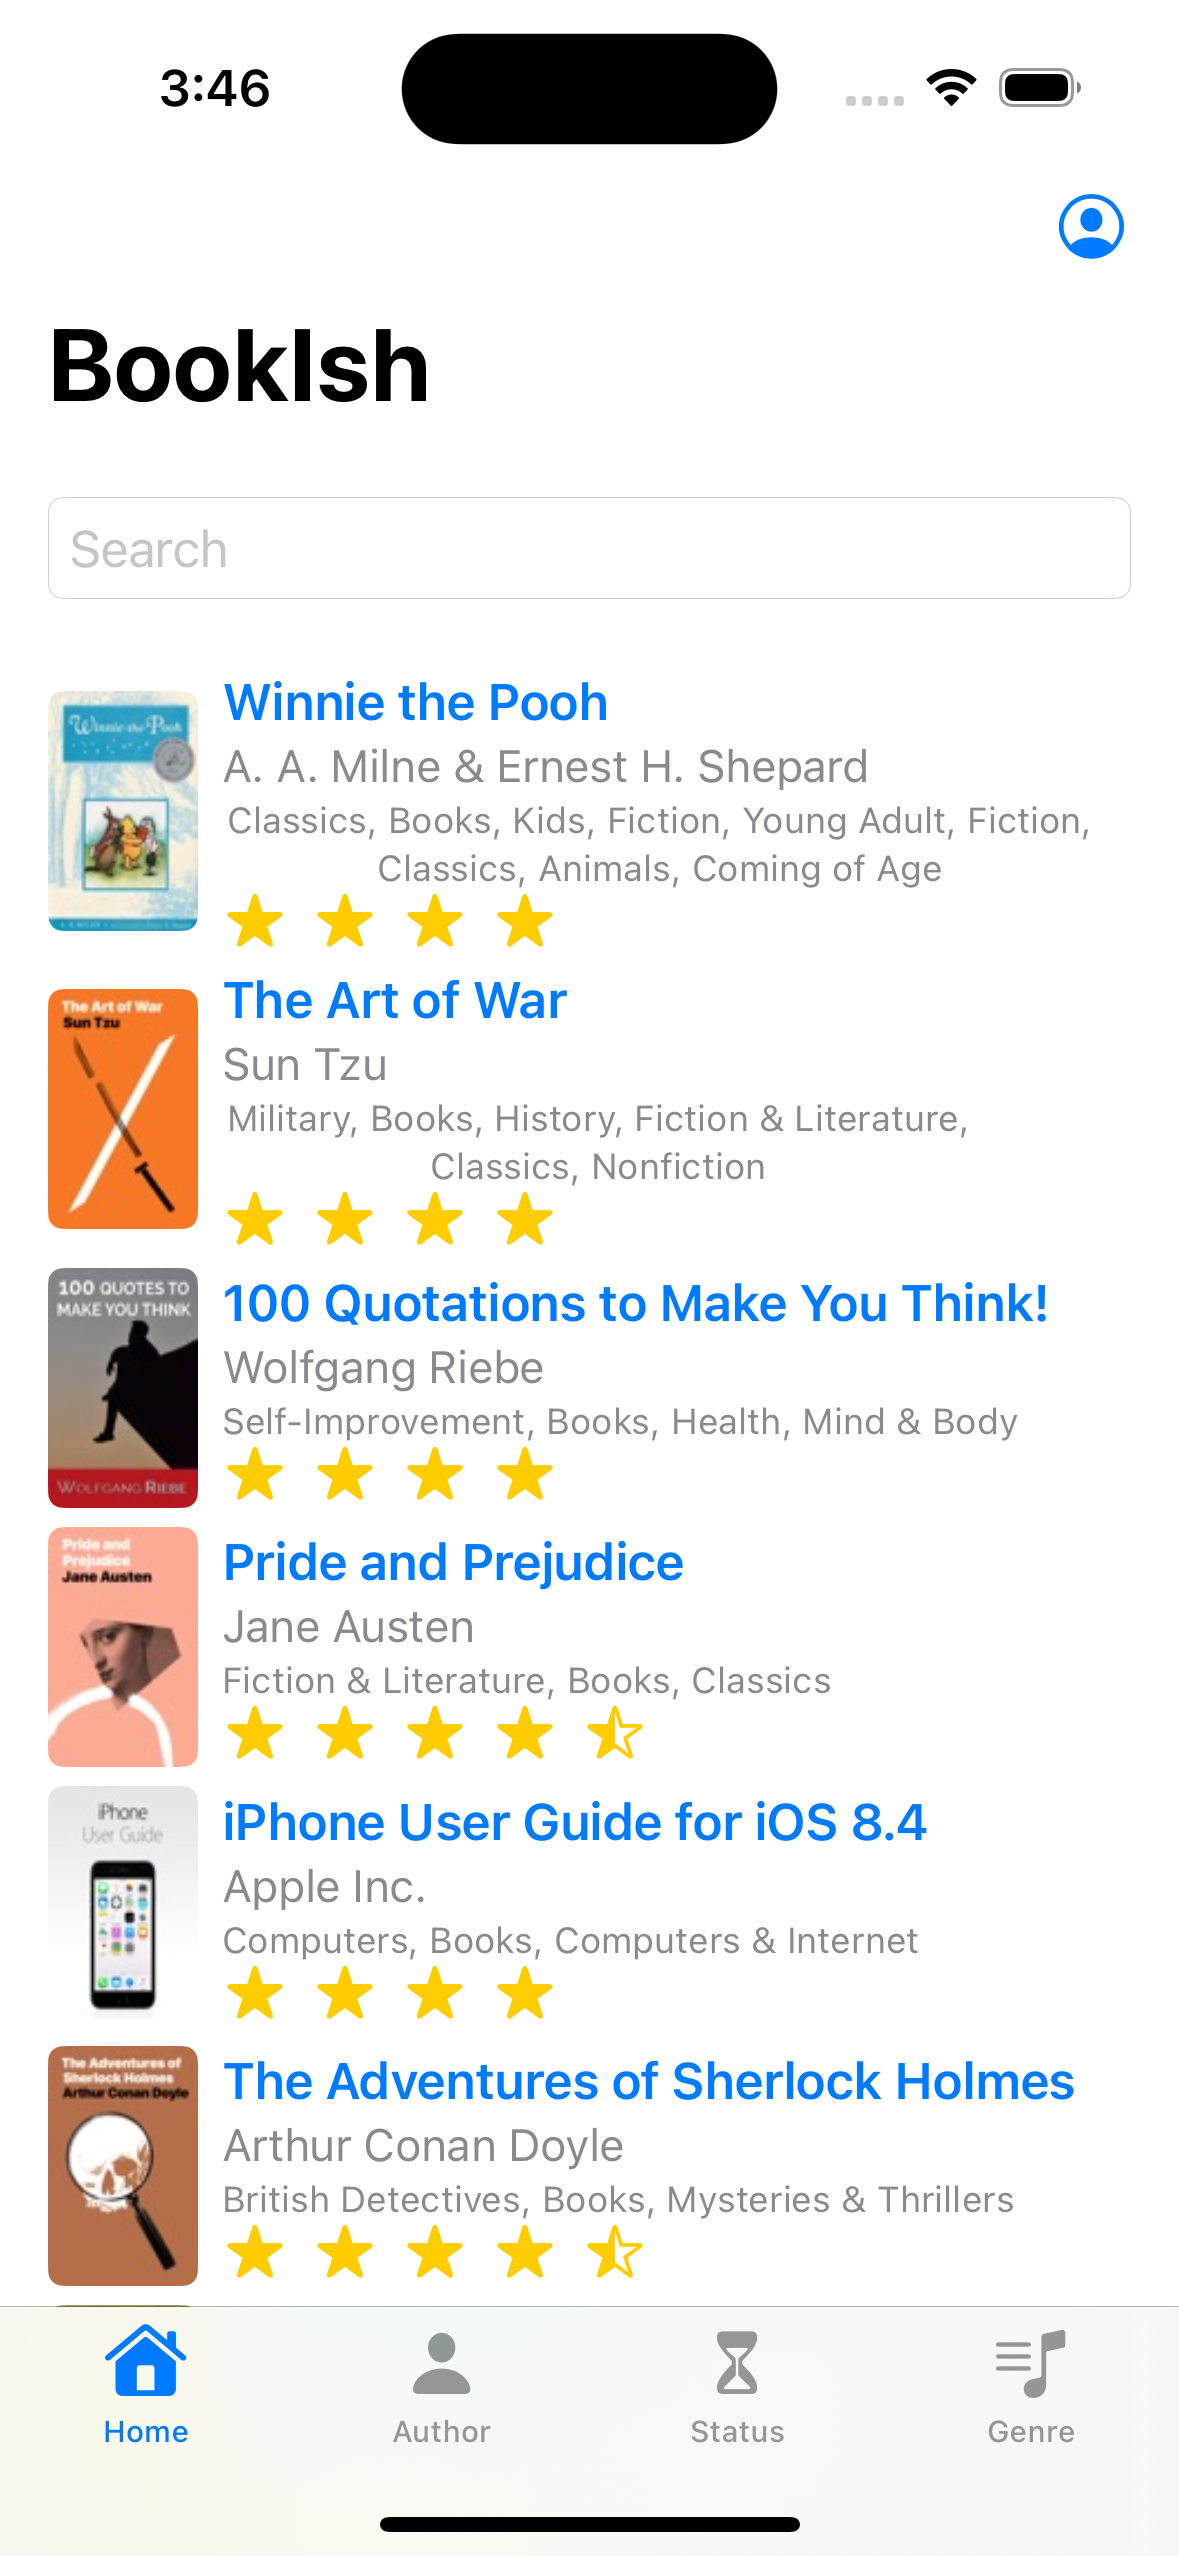 3:46
BookIsh
Search
Winnie-the-Pooh
Winnie the Pooh
A. A. Milne & Ernest H. Shepard
Classics, Books, Kids, Fiction, Young Adult, Fiction,
Classics, Animals, Coming of Age
The Art of War
Sun Tzu
The Art of War
Sun Tzu
Military, Books, History, Fiction & Literature,
Classics, Nonfiction
100 QUOTES TO
MAKE YOU THINK
WOLFGANG RIEBE
100 Quotations to Make You Think!
Wolfgang Riebe
Self-Improvement, Books, Health, Mind & Body
Pride and
Prejudice
Jane Austen
Pride and Prejudice
Jane Austen
Fiction & Literature, Books, Classics
iPhone
User Guide
iPhone User Guide for iOS 8.4
Apple Inc.
Computers, Books, Computers & Internet
The Adventures of
Sherlock Holmes
Arthur Conan Doyle
The Adventures of Sherlock Holmes
Arthur Conan Doyle
British Detectives, Books, Mysteries & Thrillers
Home
Author
Status
Genre